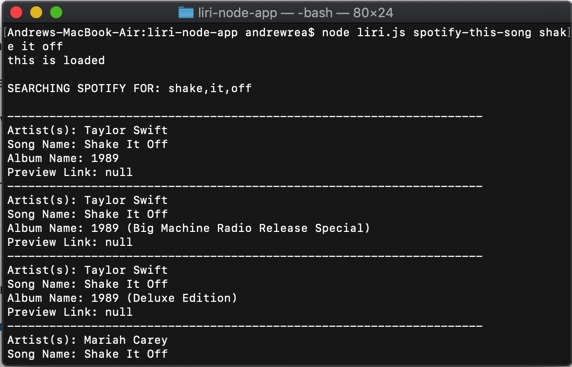 liri-node-app — -bash — 80×24
[Andrews-MacBook-Air:liri-node-app andrewrea$ node liri.js spotify-this-song shak]
e it off
this is loaded
SEARCHING SPOTIFY FOR: shake,it,off
--------------------------------------------------------------------
Artist(s): Taylor Swift
Song Name: Shake It Off
Album Name: 1989
Preview Link: null
--------------------------------------------------------------------
Artist(s): Taylor Swift
Song Name: Shake It Off
Album Name: 1989 (Big Machine Radio Release Special)
Preview Link: null
--------------------------------------------------------------------
Artist(s): Taylor Swift
Song Name: Shake It Off
Album Name: 1989 (Deluxe Edition)
Preview Link: null
--------------------------------------------------------------------
Artist(s): Mariah Carey
Song Name: Shake It Off